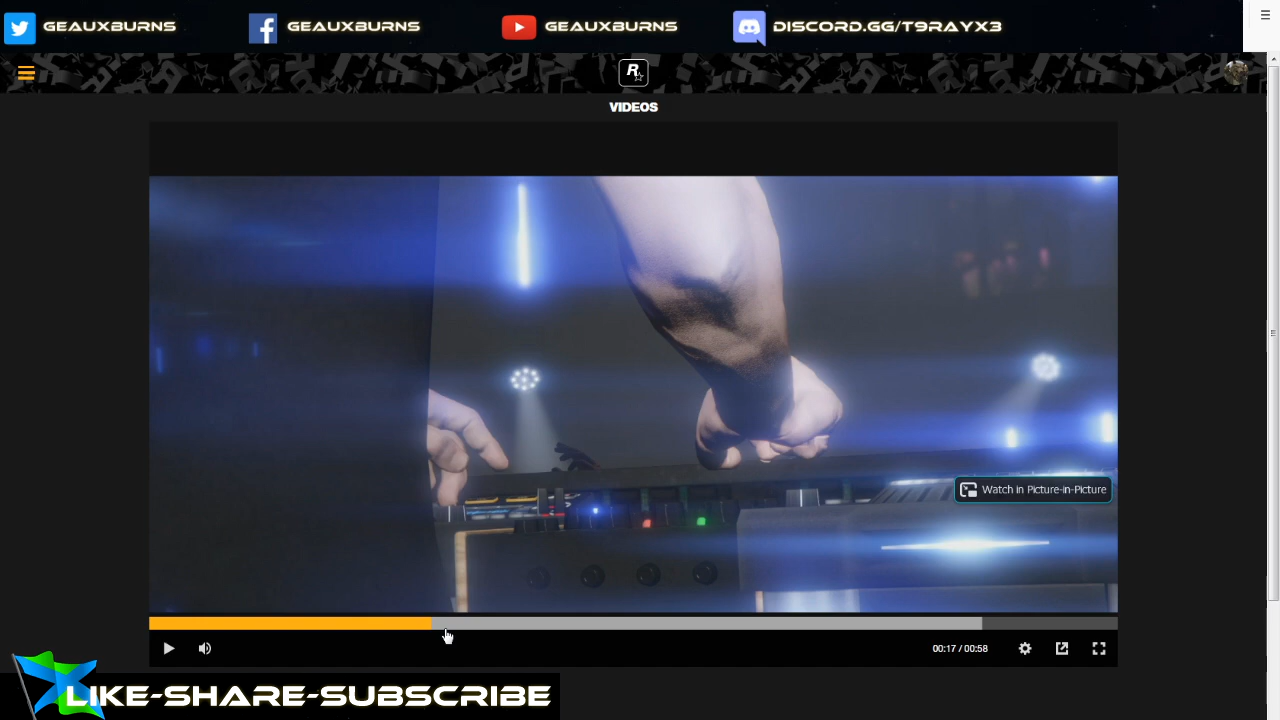 GEAUXBURNS
GEAUXBURNS
GEAUXBURNS
DISCORD.GG/T9RAYX3
R
VIDEOS
Watch in Picture-in-Picture
00:17 / 00:58
LIKE-SHARE-SUBSCRIBE